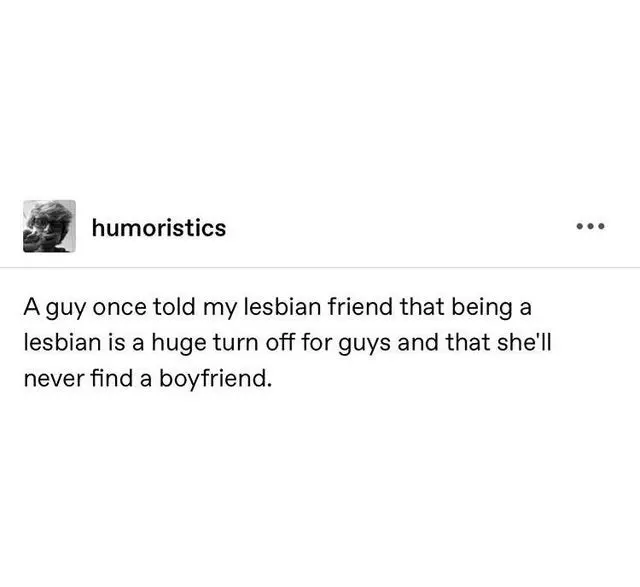 humoristics
A guy once told my lesbian friend that being a
lesbian is a huge turn off for guys and that she'll
never find a boyfriend.